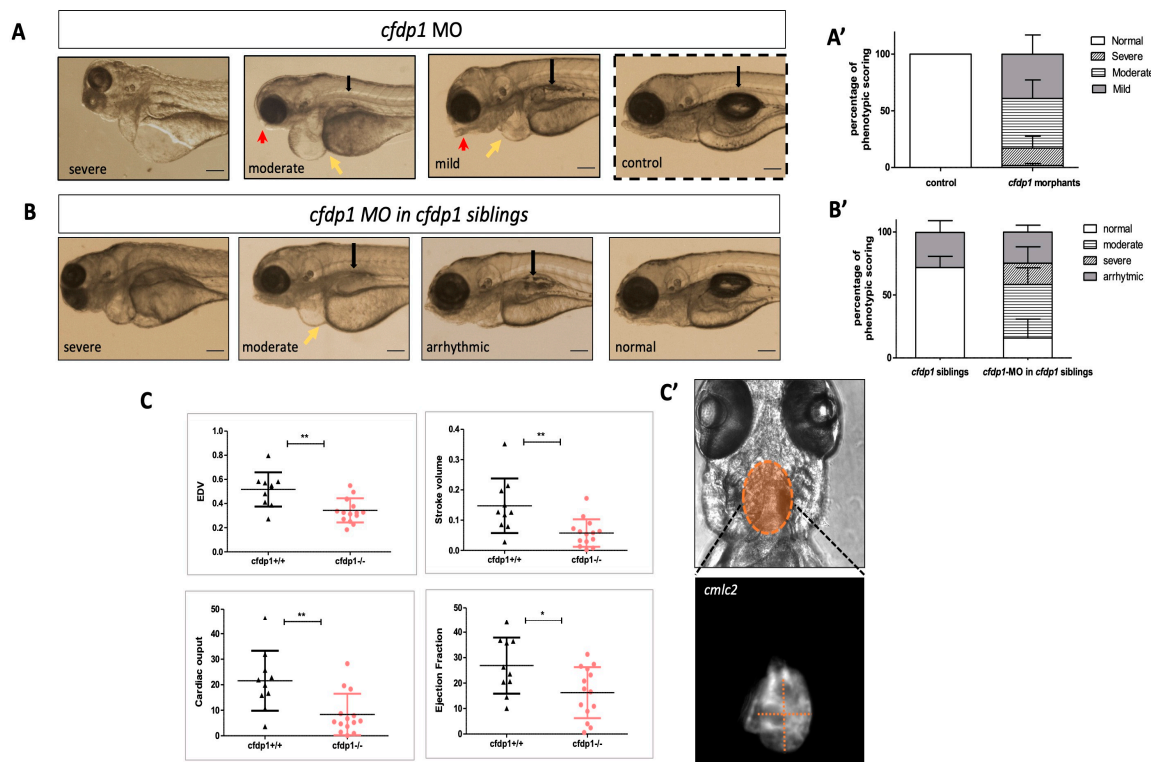 A
cfdp1 MO
severe
moderate
mild
control
A’
percentage of
phenotypic scoring
100
50
0
control
cfdp1 morphants
Normal
Severe
Moderate
Mild
B
cfdp1 MO in cfdp1 siblings
severe
moderate
arrhythmic
normal
B’
percentage of
phenotypic scoring
100
50
0
cfdp1 siblings
cfdp1-MO in cfdp1 siblings
normal
moderate
severe
arrhytmic
C
EDV
1.0
0.8
0.6
0.4
0.2
0.0
**
cfdp1+/+
cfdp1-/-
Stroke volume
0.4
0.3
0.2
0.1
0.0
**
cfdp1+/+
cfdp1-/-
Cardiac ouput
50
40
30
20
10
0
**
cfdp1+/+
cfdp1-/-
Ejection Fraction
50
40
30
20
10
0
*
cfdp1+/+
cfdp1-/-
C’
cmlc2